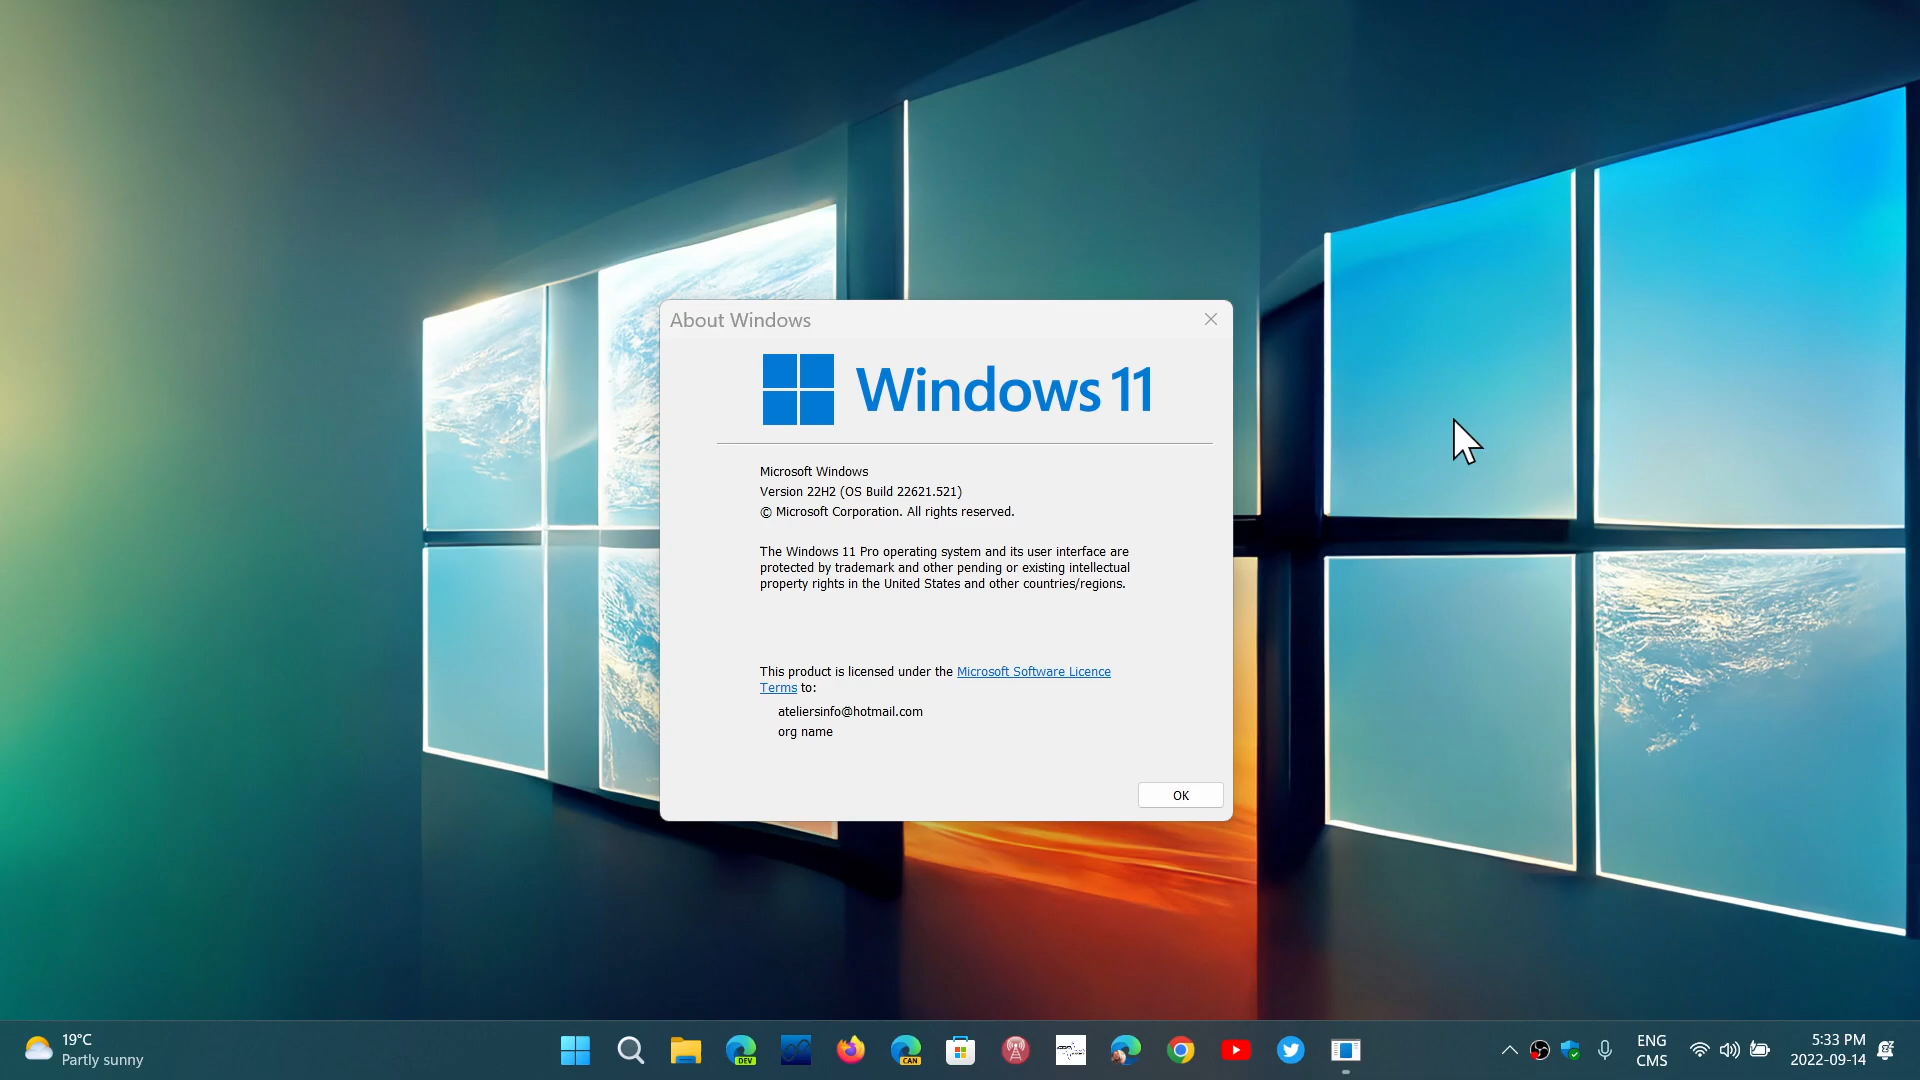 About Windows
Windows 11
Microsoft Windows
Version 22H2 (OS Build 22621.521)
© Microsoft Corporation. All rights reserved.
The Windows 11 Pro operating system and its user interface are
protected by trademark and other pending or existing intellectual
property rights in the United States and other countries/regions.
This product is licensed under the Microsoft Software Licence
Terms to:
ateliersinfo@hotmail.com
org name
OK
19°C
Partly sunny
DEV
CAN
ENG
CMS
5:33 PM
2022-09-14